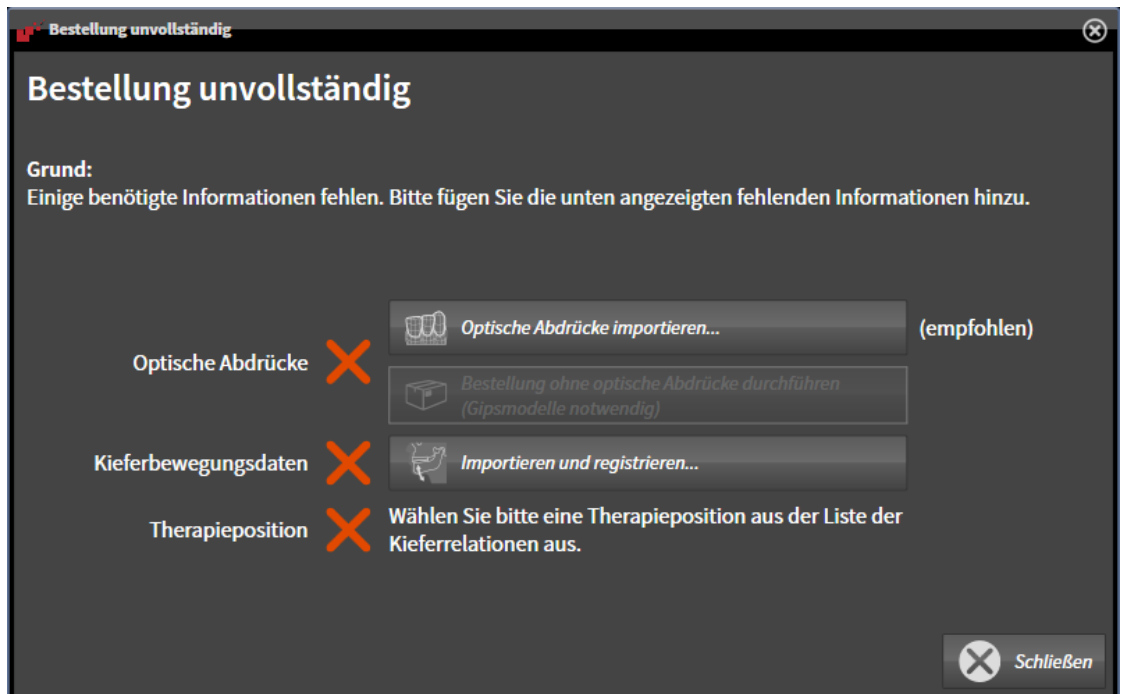 Bestellung unvollständig
Bestellung unvollständig
Grund:
Einige benötigte Informationen fehlen. Bitte fügen Sie die unten angezeigten fehlenden Informationen hinzu.
Optische Abdrücke importieren...
(empfohlen)
Optische Abdrücke
Bestellung ohne optische Abdrücke durchführen
(Gipsmodelle notwendig)
Kieferbewegungsdaten
Importieren und registrieren...
Therapieposition
Wählen Sie bitte eine Therapieposition aus der Liste der
Kieferrelationen aus.
Schließen